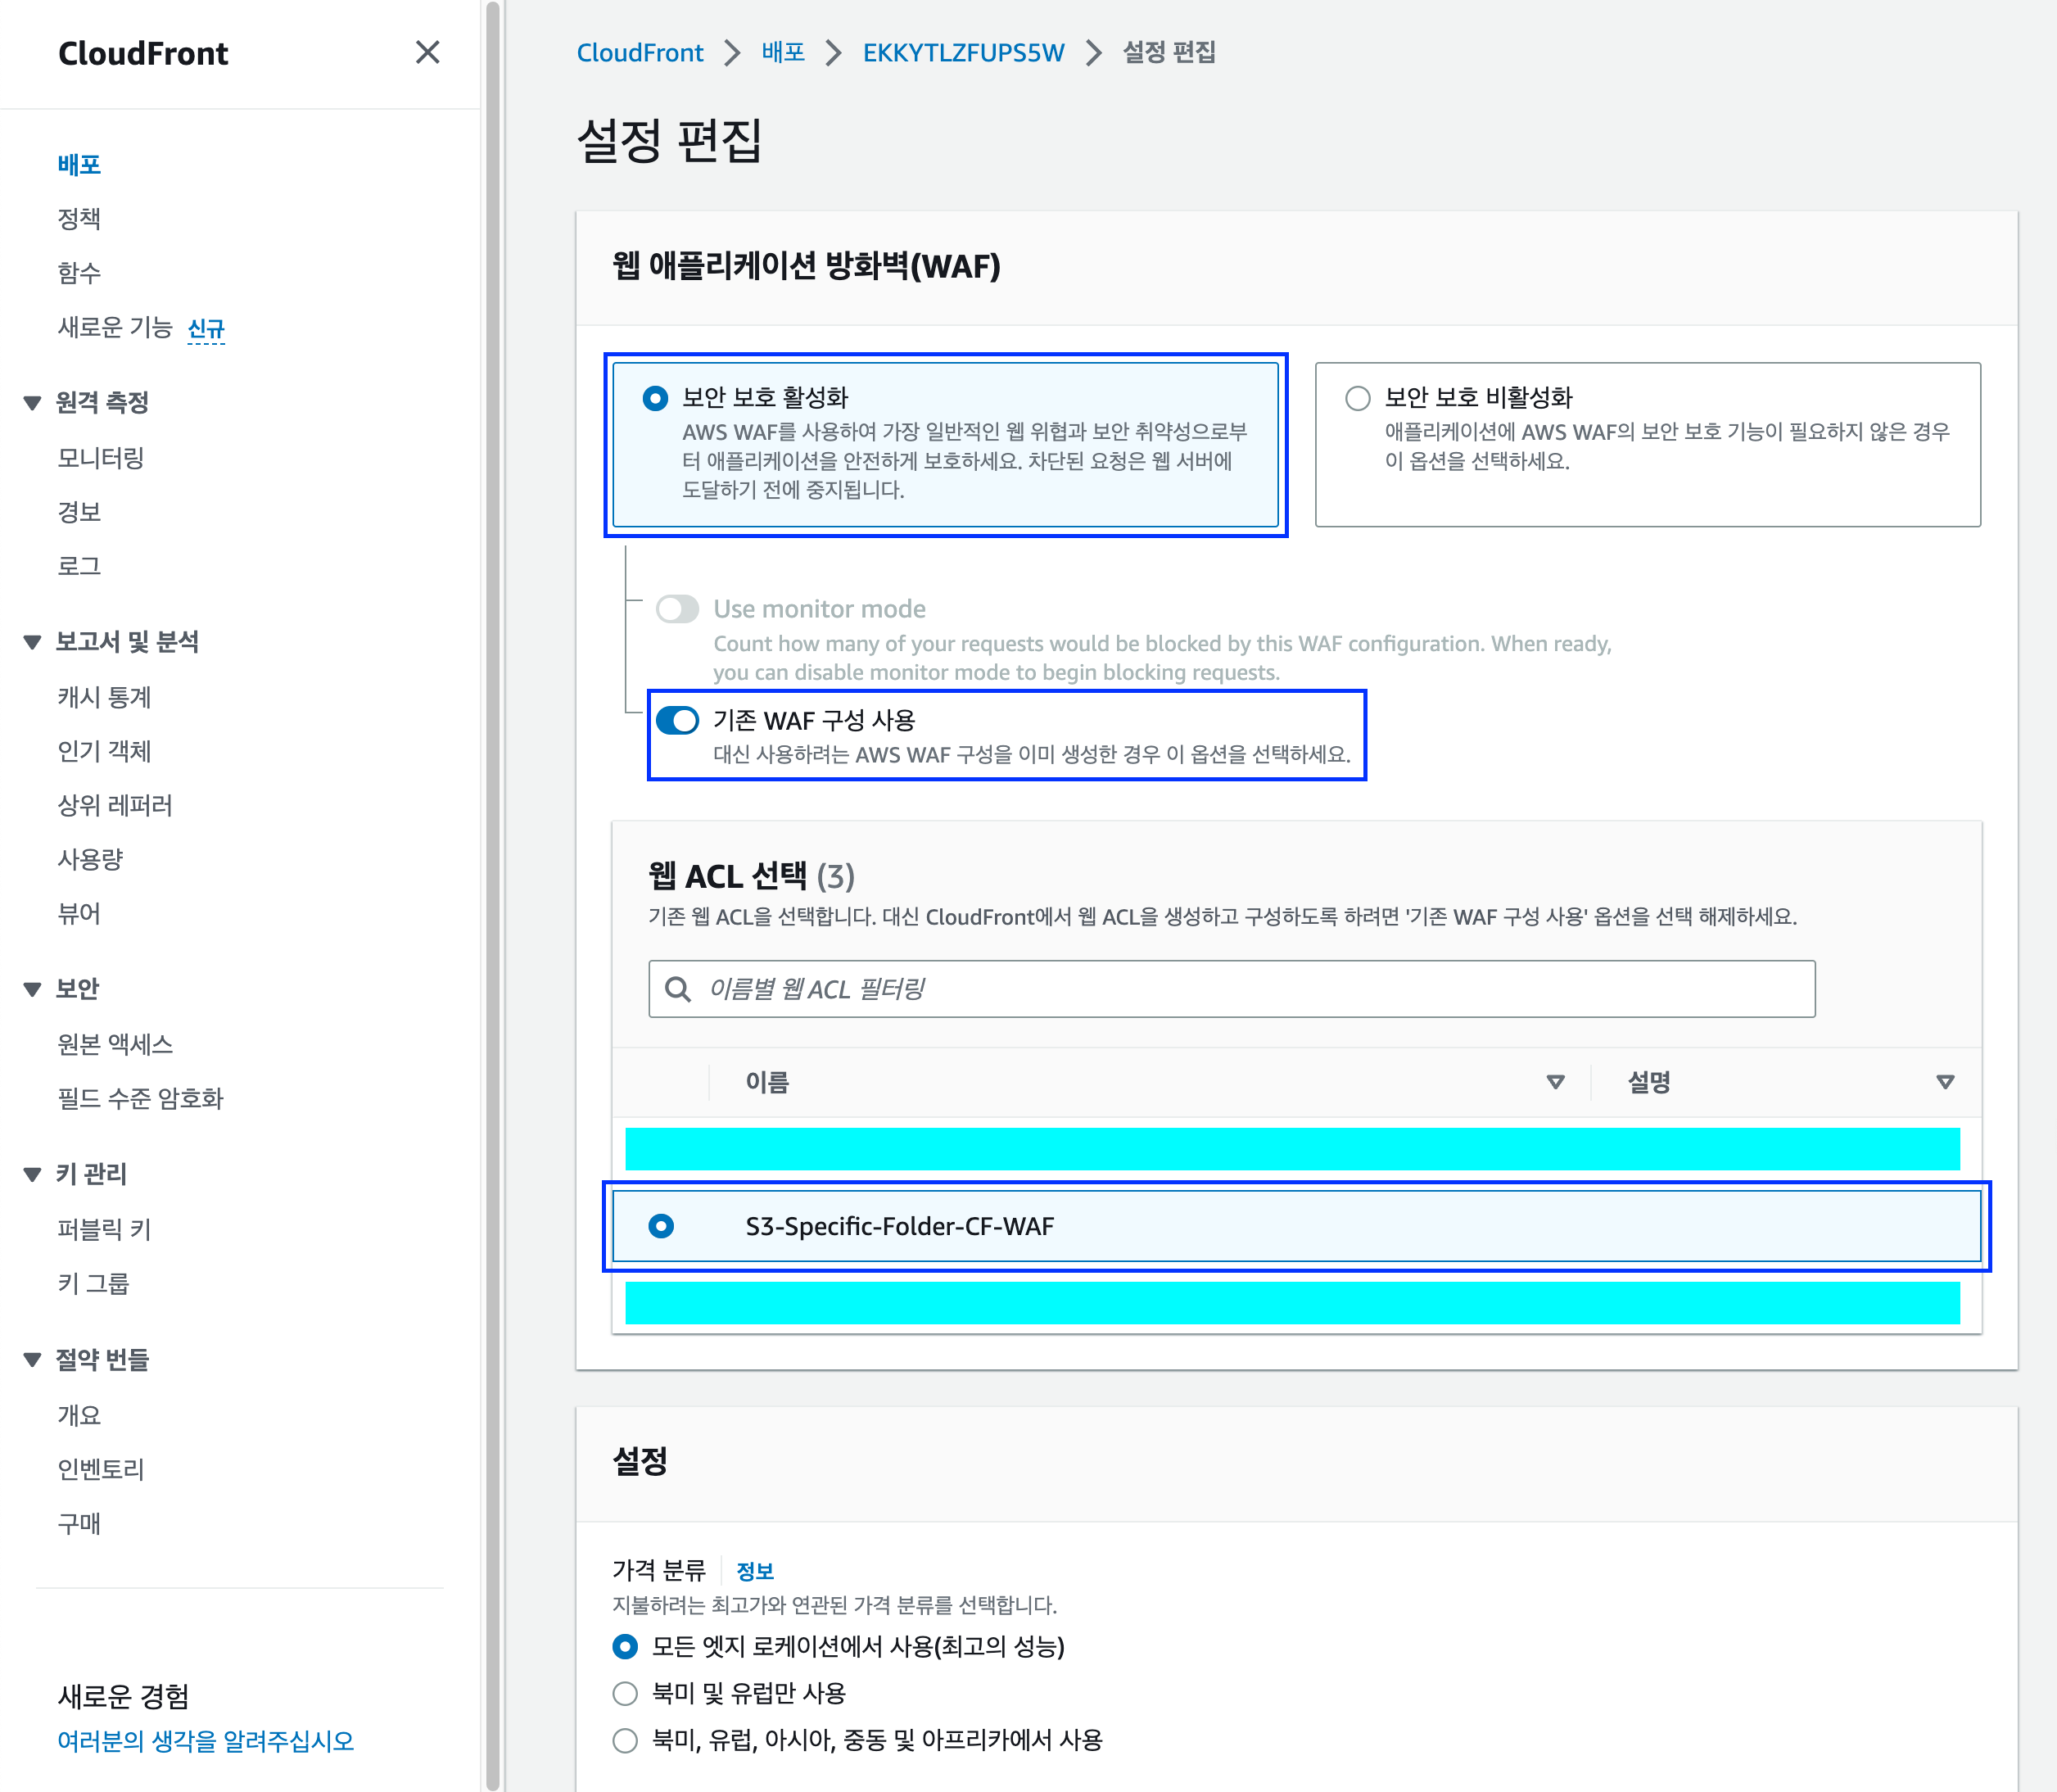 CloudFront
배포
정책
함수
새로운 기능 신규
원격 측정
모니터링
경보
로그
보고서 및 분석
캐시 통계
인기 객체
상위 레퍼러
사용량
뷰어
보안
원본 액세스
필드 수준 암호화
키 관리
퍼블릭 키
키 그룹
절약 번들
개요
인벤토리
구매
새로운 경험
여러분의 생각을 알려주십시오
CloudFront > 배포 > EKKYTLZFUPS5W > 설정 편집
설정 편집
웹 애플리케이션 방화벽(WAF)
보안 보호 활성화
AWS WAF를 사용하여 가장 일반적인 웹 위협과 보안 취약성으로부
터 애플리케이션을 안전하게 보호하세요. 차단된 요청은 웹 서버에
도달하기 전에 중지됩니다.
보안 보호 비활성화
애플리케이션에 AWS WAF의 보안 보호 기능이 필요하지 않은 경우
이 옵션을 선택하세요.
Use monitor mode
Count how many of your requests would be blocked by this WAF configuration. When ready,
you can disable monitor mode to begin blocking requests.
기존 WAF 구성 사용
대신 사용하려는 AWS WAF 구성을 이미 생성한 경우 이 옵션을 선택하세요.
웹 ACL 선택 (3)
기존 웹 ACL을 선택합니다. 대신 CloudFront에서 웹 ACL을 생성하고 구성하도록 하려면 '기존 WAF 구성 사용' 옵션을 선택 해제하세요.
이름별 웹 ACL 필터링
이름 설명
S3-Specific-Folder-CF-WAF
설정
가격 분류 정보
지불하려는 최고가와 연관된 가격 분류를 선택합니다.
모든 엣지 로케이션에서 사용(최고의 성능)
북미 및 유럽만 사용
북미, 유럽, 아시아, 중동 및 아프리카에서 사용